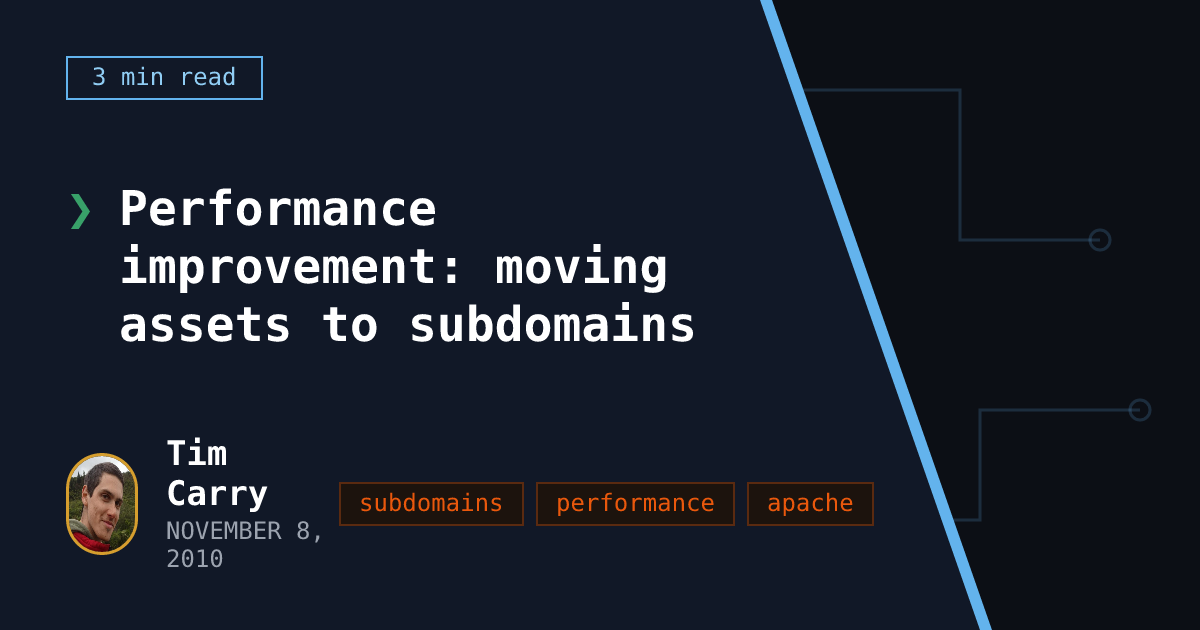 3 min read
❯ Performance
improvement: moving
assets to subdomains
Tim
Carry
NOVEMBER 8,
2010
subdomains performance apache